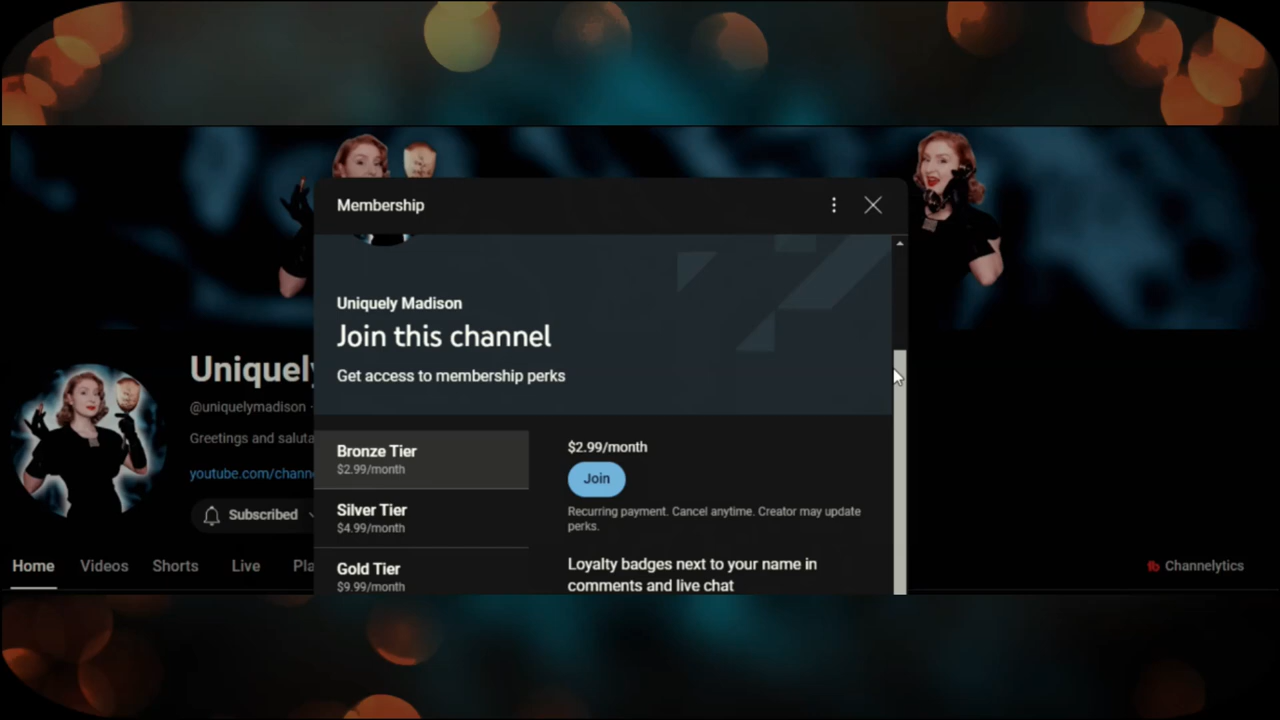 Membership
Uniquely Madison
Join this channel
Get access to membership perks
Bronze Tier
$2.99/month
Silver Tier
$4.99/month
Gold Tier
$9.99/month
$2.99/month
Join
Recurring payment. Cancel anytime. Creator may update
perks.
Loyalty badges next to your name in
comments and live chat
Uniquely
@uniquelymadison ·
Greetings and saluta
youtube.com/chann
Subscribed
Home Videos Shorts Live Pla
Channelytics